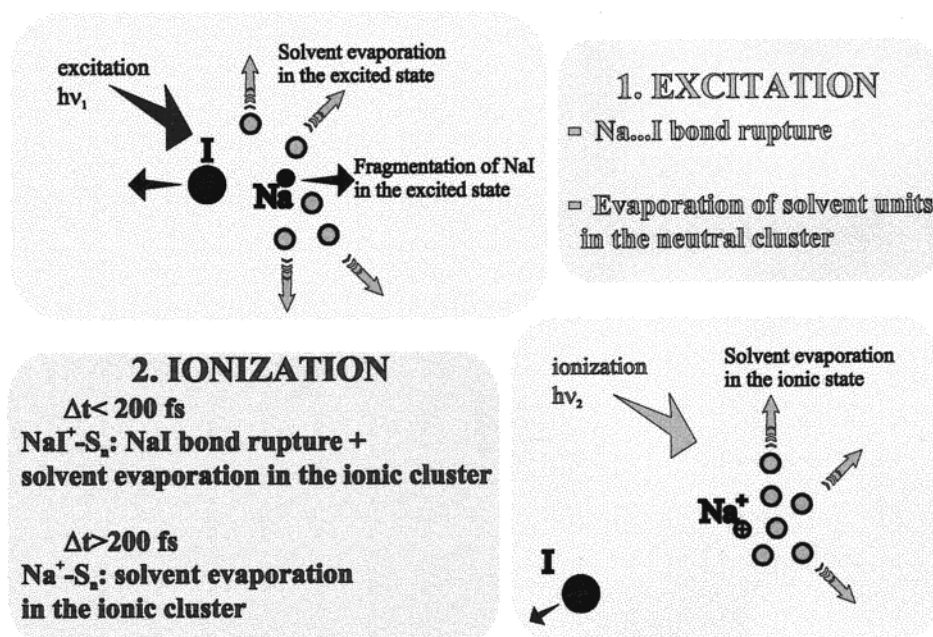 excitation
hν₁
Solvent evaporation
in the excited state
I
Na
Fragmentation of NaI
in the excited state
1. EXCITATION
- Na...I bond rupture
- Evaporation of solvent units
in the neutral cluster
2. IONIZATION
Δt< 200 fs
NaI⁺-Sₙ: NaI bond rupture +
solvent evaporation in the ionic cluster
Δt>200 fs
Na⁺-Sₙ: solvent evaporation
in the ionic cluster
ionization
hν₂
Solvent evaporation
in the ionic state
Na⁺
I